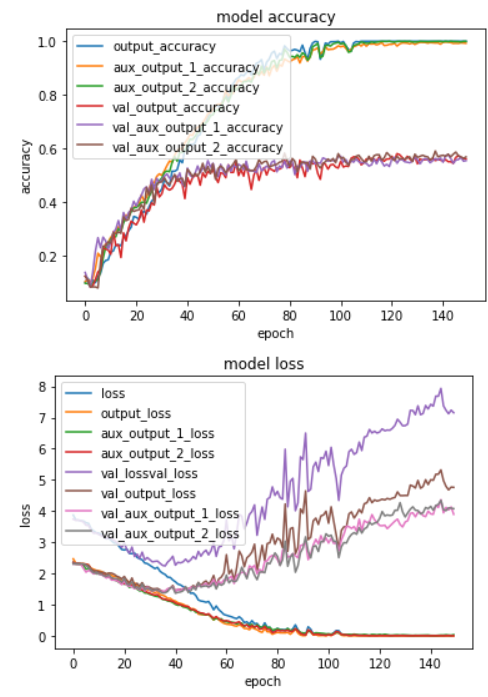 model accuracy
1.0
0.8
0.6
0.4
0.2
accuracy
output_accuracy
aux_output_1_accuracy
aux_output_2_accuracy
val_output_accuracy
val_aux_output_1_accuracy
val_aux_output_2_accuracy
0 20 40 60 80 100 120 140
epoch
model loss
8
7
6
5
4
3
2
1
0
loss
loss
output_loss
aux_output_1_loss
aux_output_2_loss
val_lossval_loss
val_output_loss
val_aux_output_1_loss
val_aux_output_2_loss
0 20 40 60 80 100 120 140
epoch